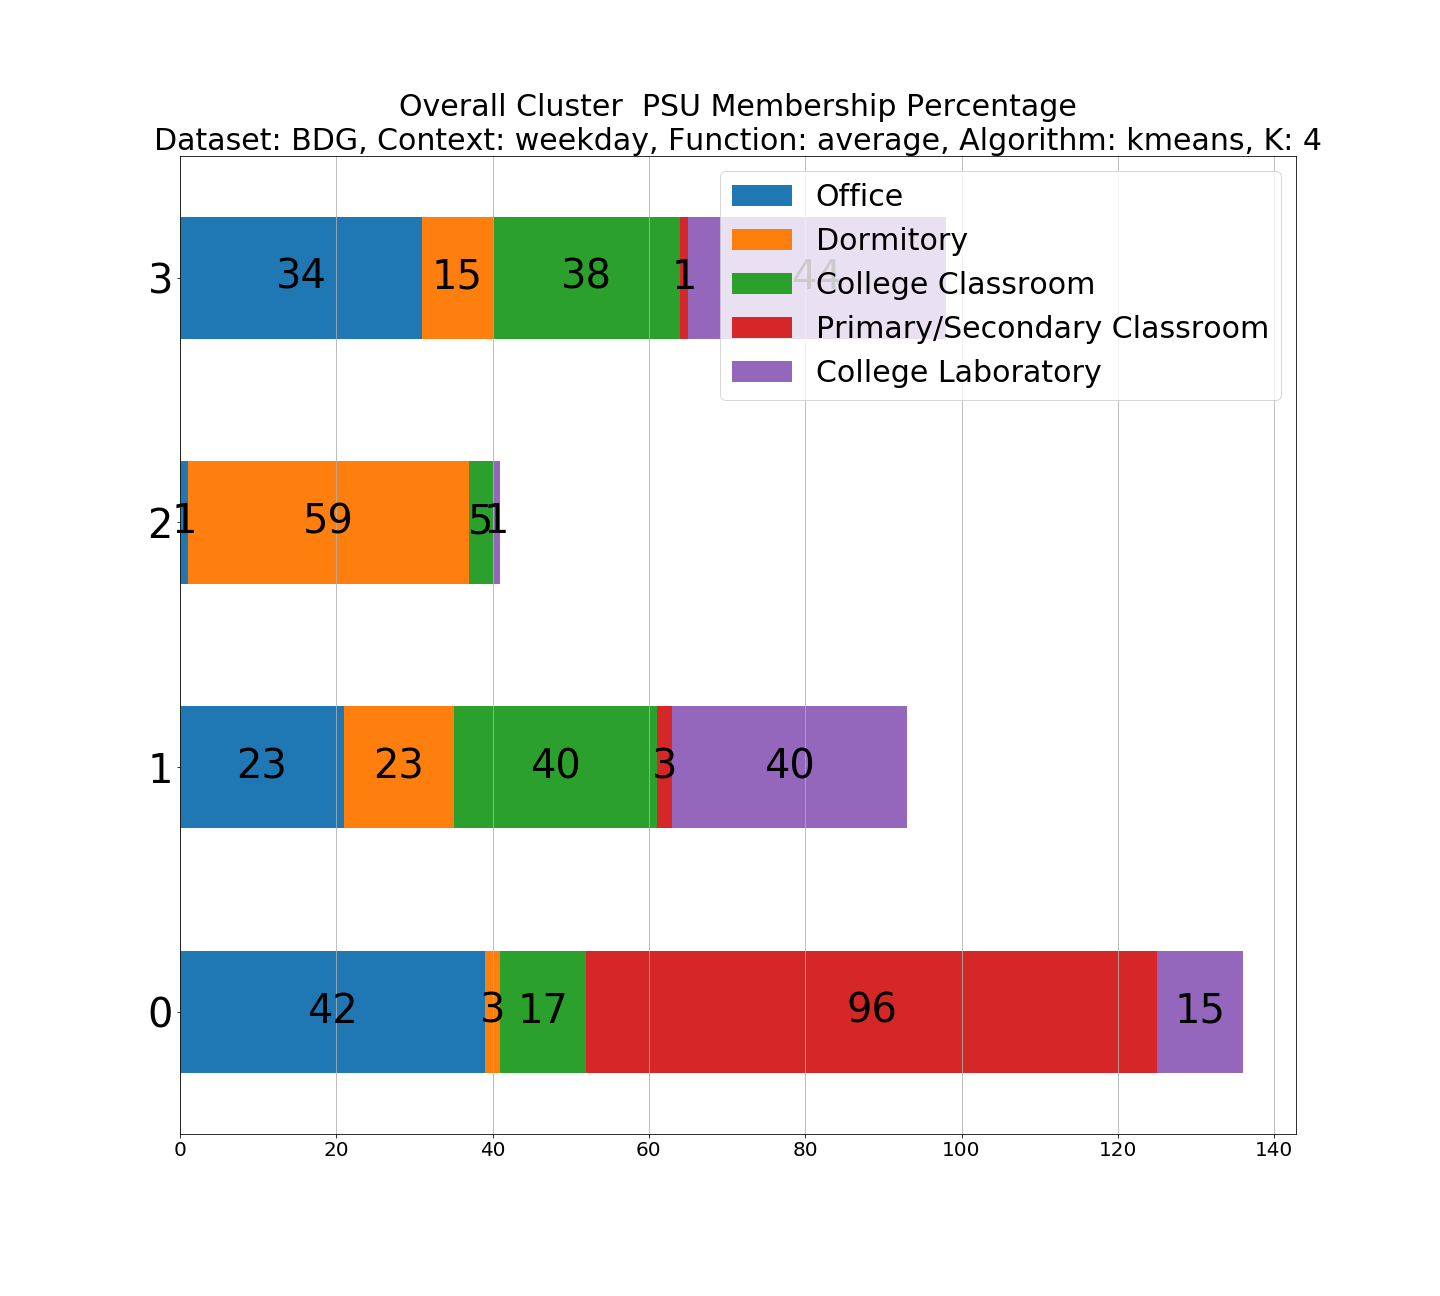 Overall Cluster  PSU Membership Percentage
Dataset: BDG, Context: weekday, Function: average, Algorithm: kmeans, K: 4
Office
Dormitory
College Classroom
Primary/Secondary Classroom
College Laboratory
3 34 15 38 1 44
2 1 59 5 1
1 23 23 40 3 40
0 42 3 17 96 15
0 20 40 60 80 100 120 140